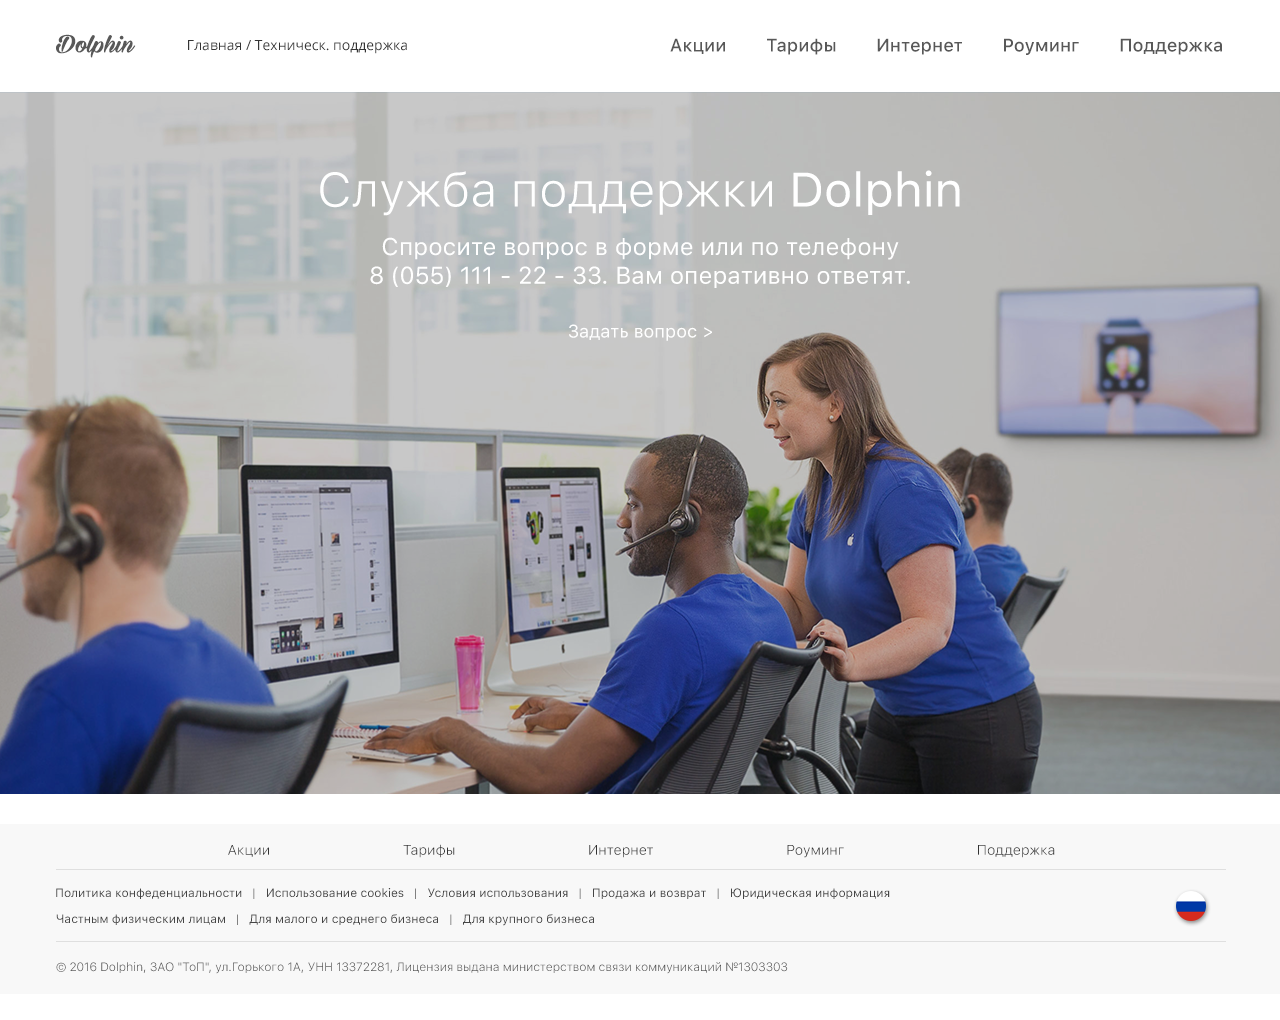 Dolphin
Главная / Техническ. поддержка
Акции Тарифы Интернет Роуминг Поддержка
Служба поддержки Dolphin
Спросите вопрос в форме или по телефону
8 (055) 111 - 22 - 33. Вам оперативно ответят.
Задать вопрос >
Акции Тарифы Интернет Роуминг Поддержка
Политика конфеденциальности | Использование cookies | Условия использования | Продажа и возврат | Юридическая информация
Частным физическим лицам | Для малого и среднего бизнеса | Для крупного бизнеса
© 2016 Dolphin, ЗАО "ТоП", ул.Горького 1А, УНН 13372281, Лицензия выдана министерством связи коммуникаций №1303303